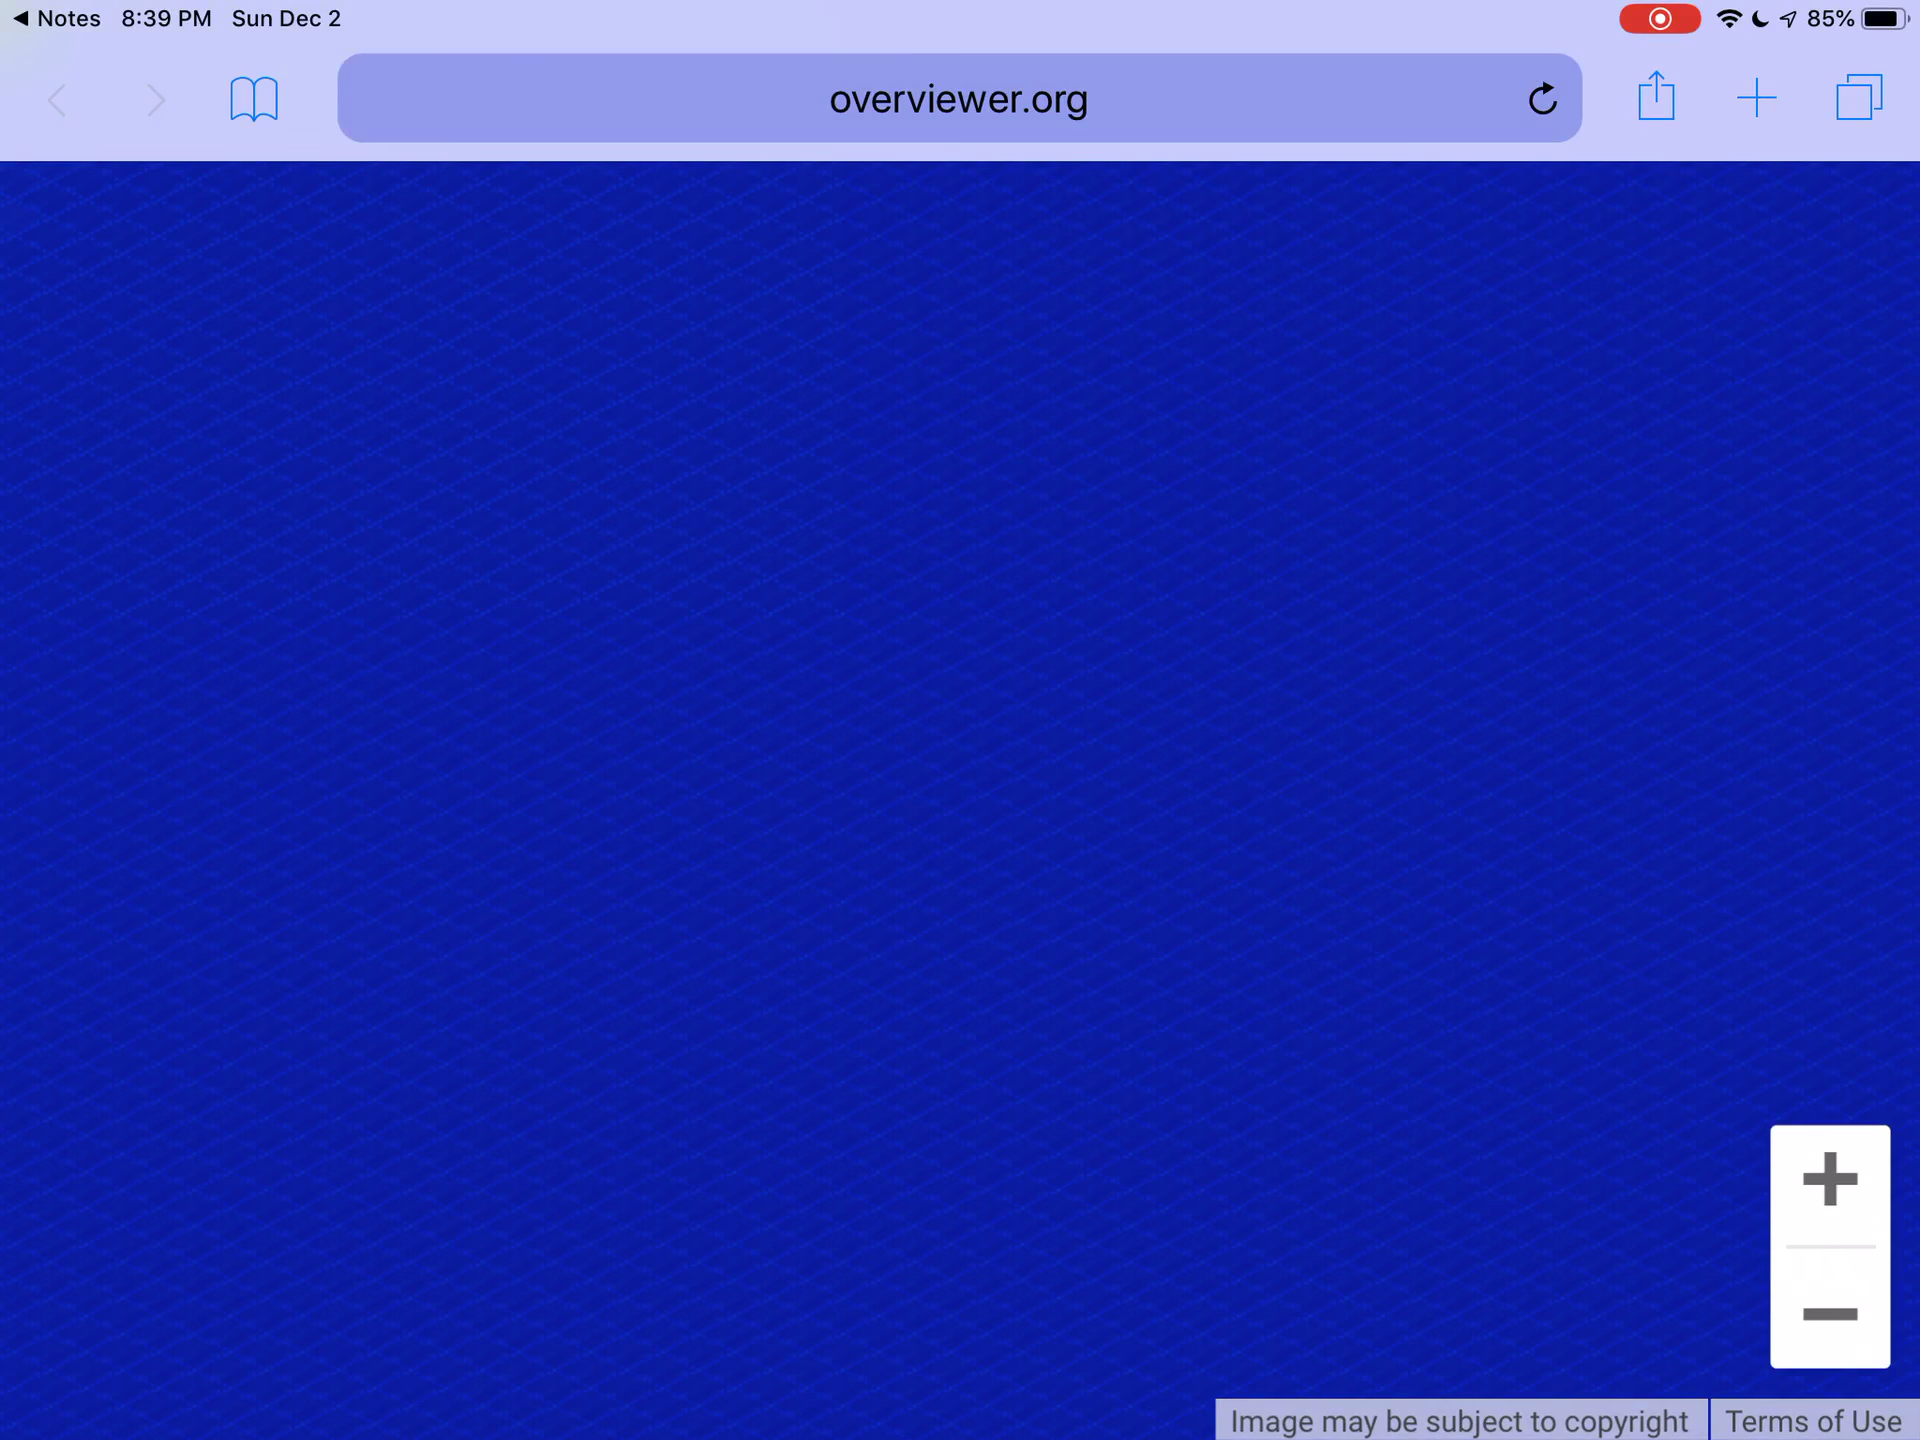 Notes 8:39 PM Sun Dec 2 85%
overviewer.org
Image may be subject to copyright Terms of Use